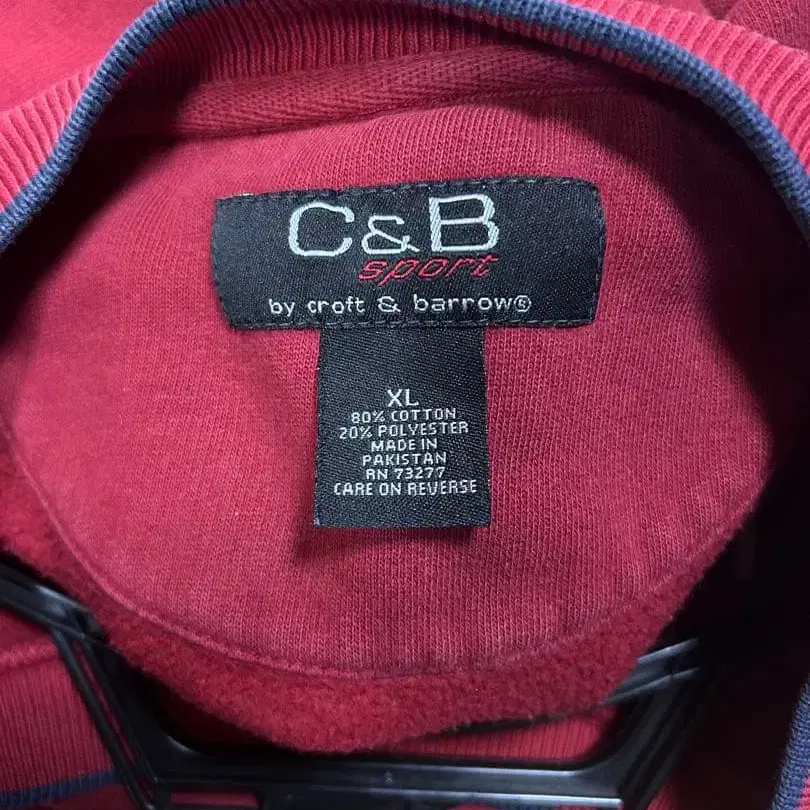 C&B
sport
by croft & barrow®
XL
80% COTTON
20% POLYESTER
MADE IN
PAKISTAN
RN 73277
CARE ON REVERSE